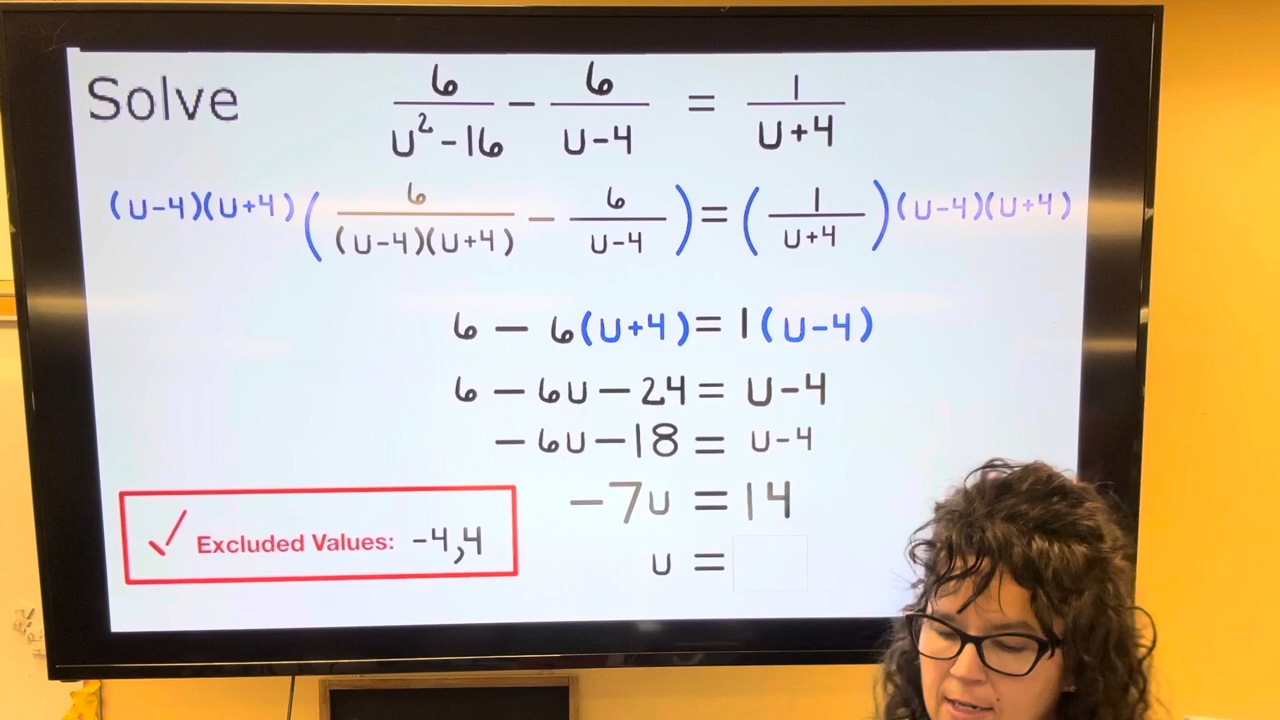 Solve 6/(u² - 16) - 6/(u - 4) = 1/(u + 4)
(u-4)(u+4)(6/((u-4)(u+4)) - 6/(u-4)) = (1/(u+4))(u-4)(u+4)
6 - 6(u+4) = 1(u-4)
6 - 6u - 24 = u - 4
-6u - 18 = u - 4
-7u = 14
✓ Excluded Values: -4,4
u =